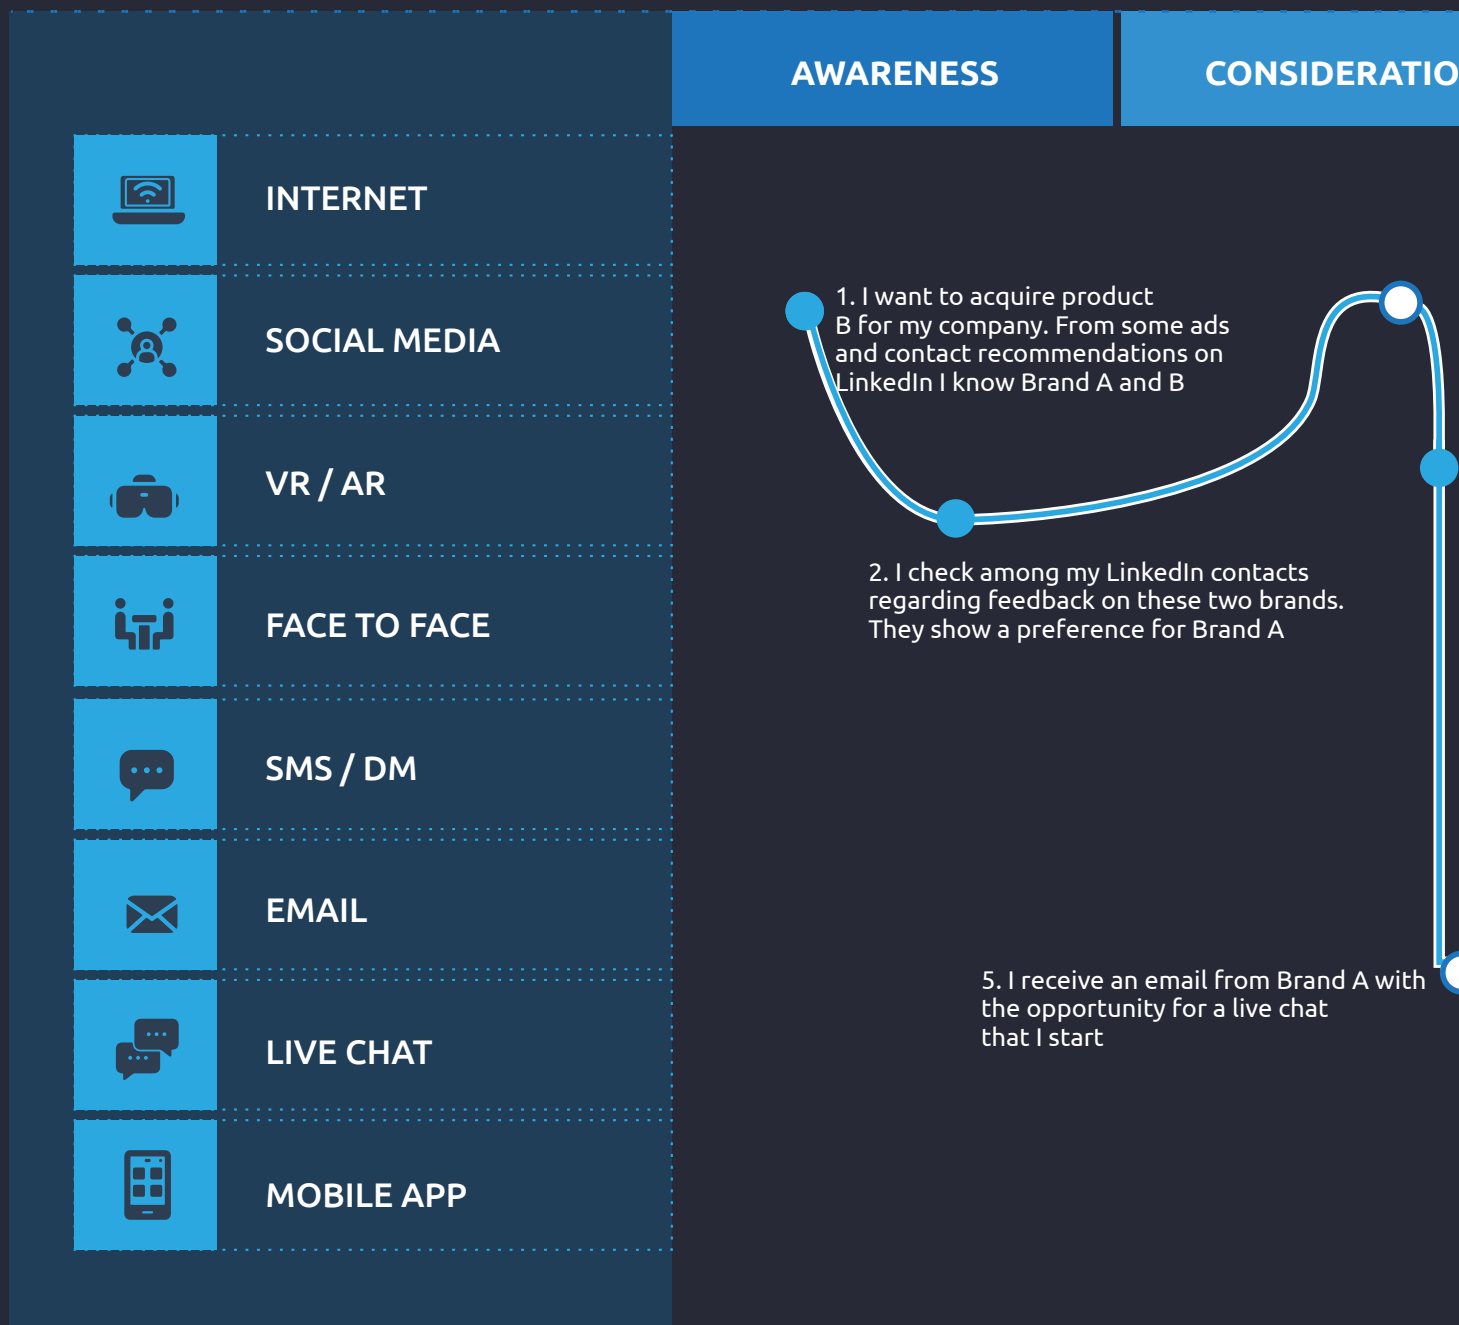 AWARENESS
CONSIDERATIO
INTERNET
SOCIAL MEDIA
VR / AR
FACE TO FACE
SMS / DM
EMAIL
LIVE CHAT
MOBILE APP
1. I want to acquire product
B for my company. From some ads
and contact recommendations on
LinkedIn I know Brand A and B
2. I check among my LinkedIn contacts
regarding feedback on these two brands.
They show a preference for Brand A
5. I receive an email from Brand A with
the opportunity for a live chat
that I start